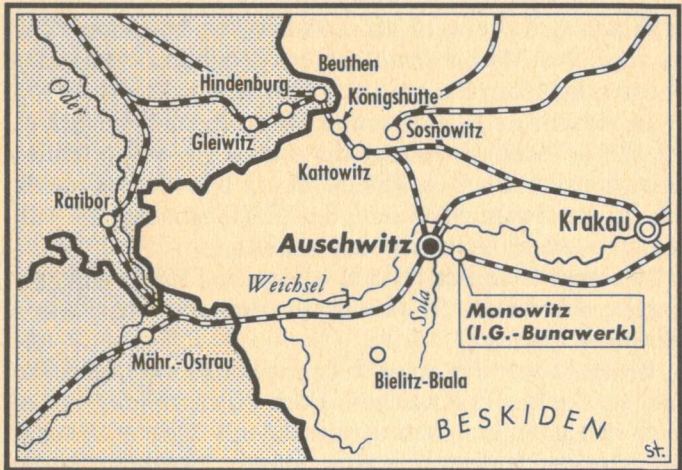 Beuthen
Hindenburg
Oder
Königshütte
Sosnowitz
Gleiwitz
Kattowitz
Ratibor
Krakau
Auschwitz
Weichsel
Sola
Monowitz
(I.G.-Bunawerk)
Mähr.-Ostrau
Bielitz-Biala
BESKIDEN
st.